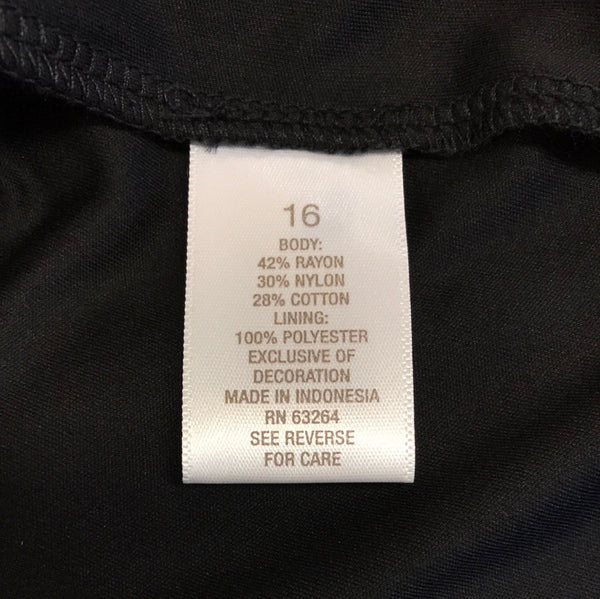 16
BODY:
42% RAYON
30% NYLON
28% COTTON
LINING:
100% POLYESTER
EXCLUSIVE OF
DECORATION
MADE IN INDONESIA
RN 63264
SEE REVERSE
FOR CARE